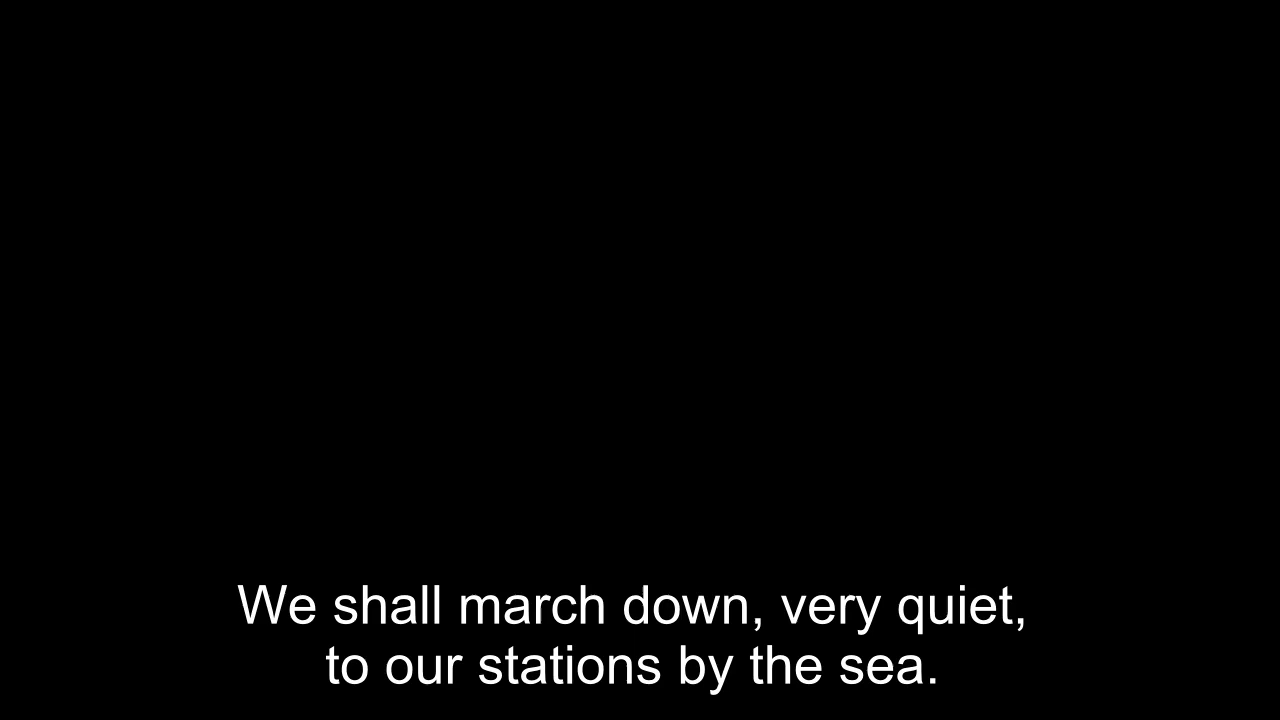 We shall march down, very quiet,
to our stations by the sea.